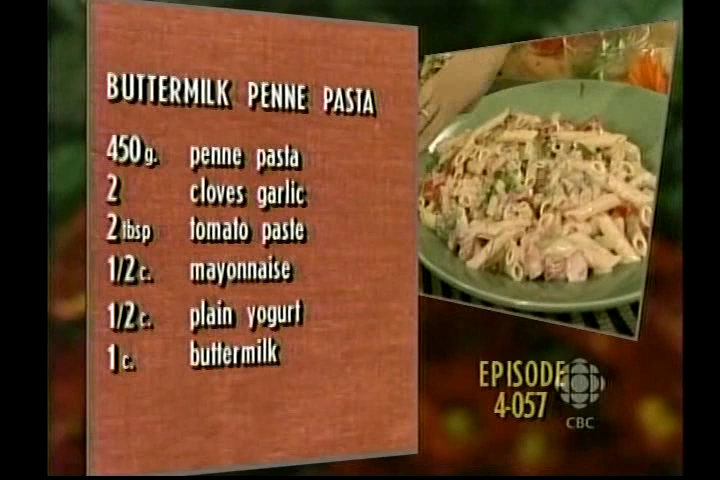 BUTTERMILK PENNE PASTA
450 g. penne pasta
2 cloves garlic
2 tbsp tomato paste
1/2 c. mayonnaise
1/2 c. plain yogurt
1 c. buttermilk
EPISODE
4-057
CBC